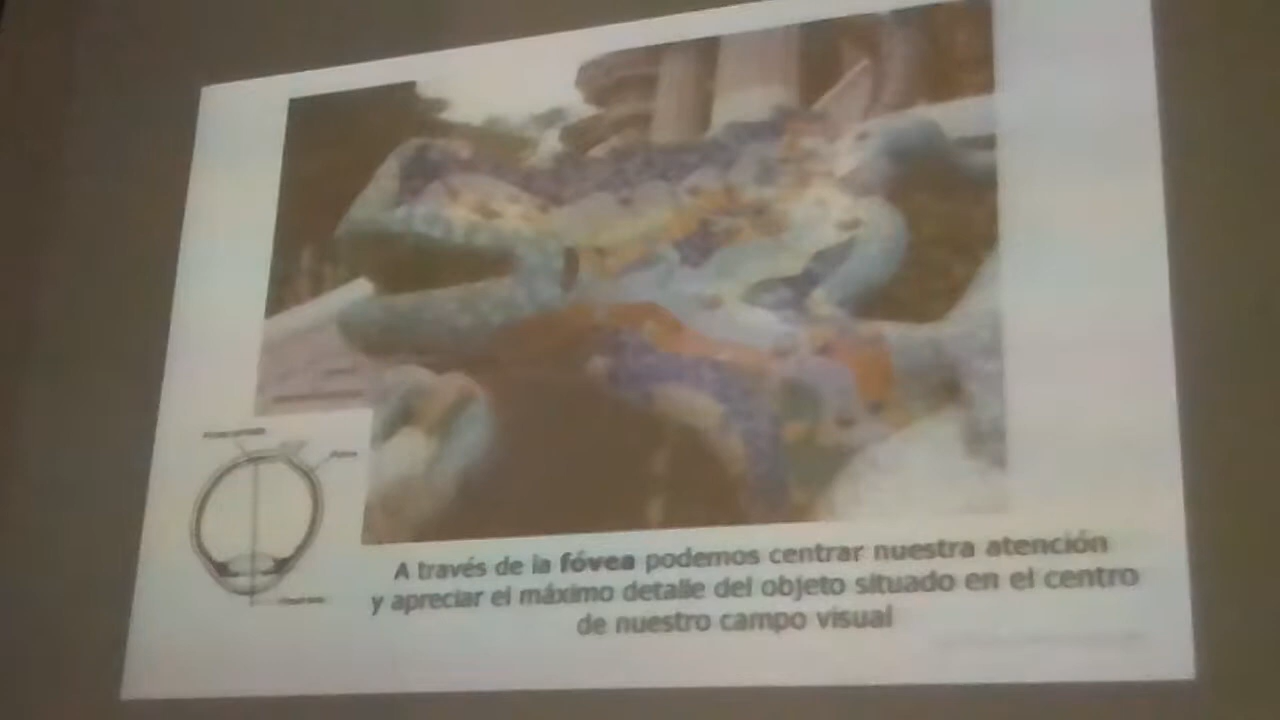 A través de la fóvea podemos centrar nuestra atención
y apreciar el máximo detalle del objeto situado en el centro
de nuestro campo visual